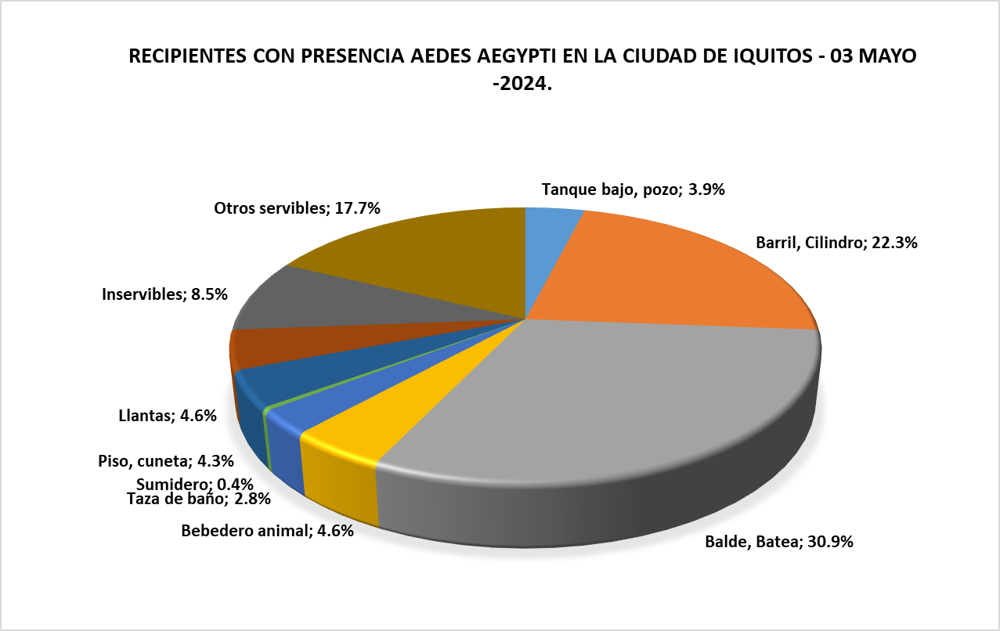 RECIPIENTES CON PRESENCIA AEDES AEGYPTI EN LA CIUDAD DE IQUITOS - 03 MAYO
-2024.
Tanque bajo, pozo; 3.9%
Otros servibles; 17.7%
Barril, Cilindro; 22.3%
Inservibles; 8.5%
Llantas; 4.6%
Piso, cuneta; 4.3%
Sumidero; 0.4%
Taza de baño; 2.8%
Bebedero animal; 4.6%
Balde, Batea; 30.9%